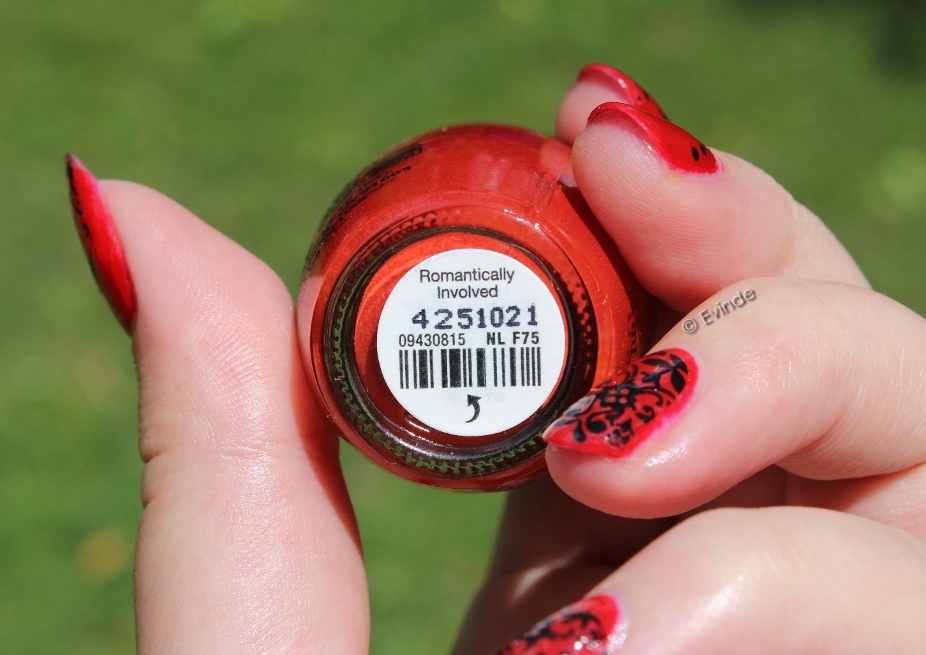 Romantically
Involved
4251021
09430815 NL F75
© Evinde